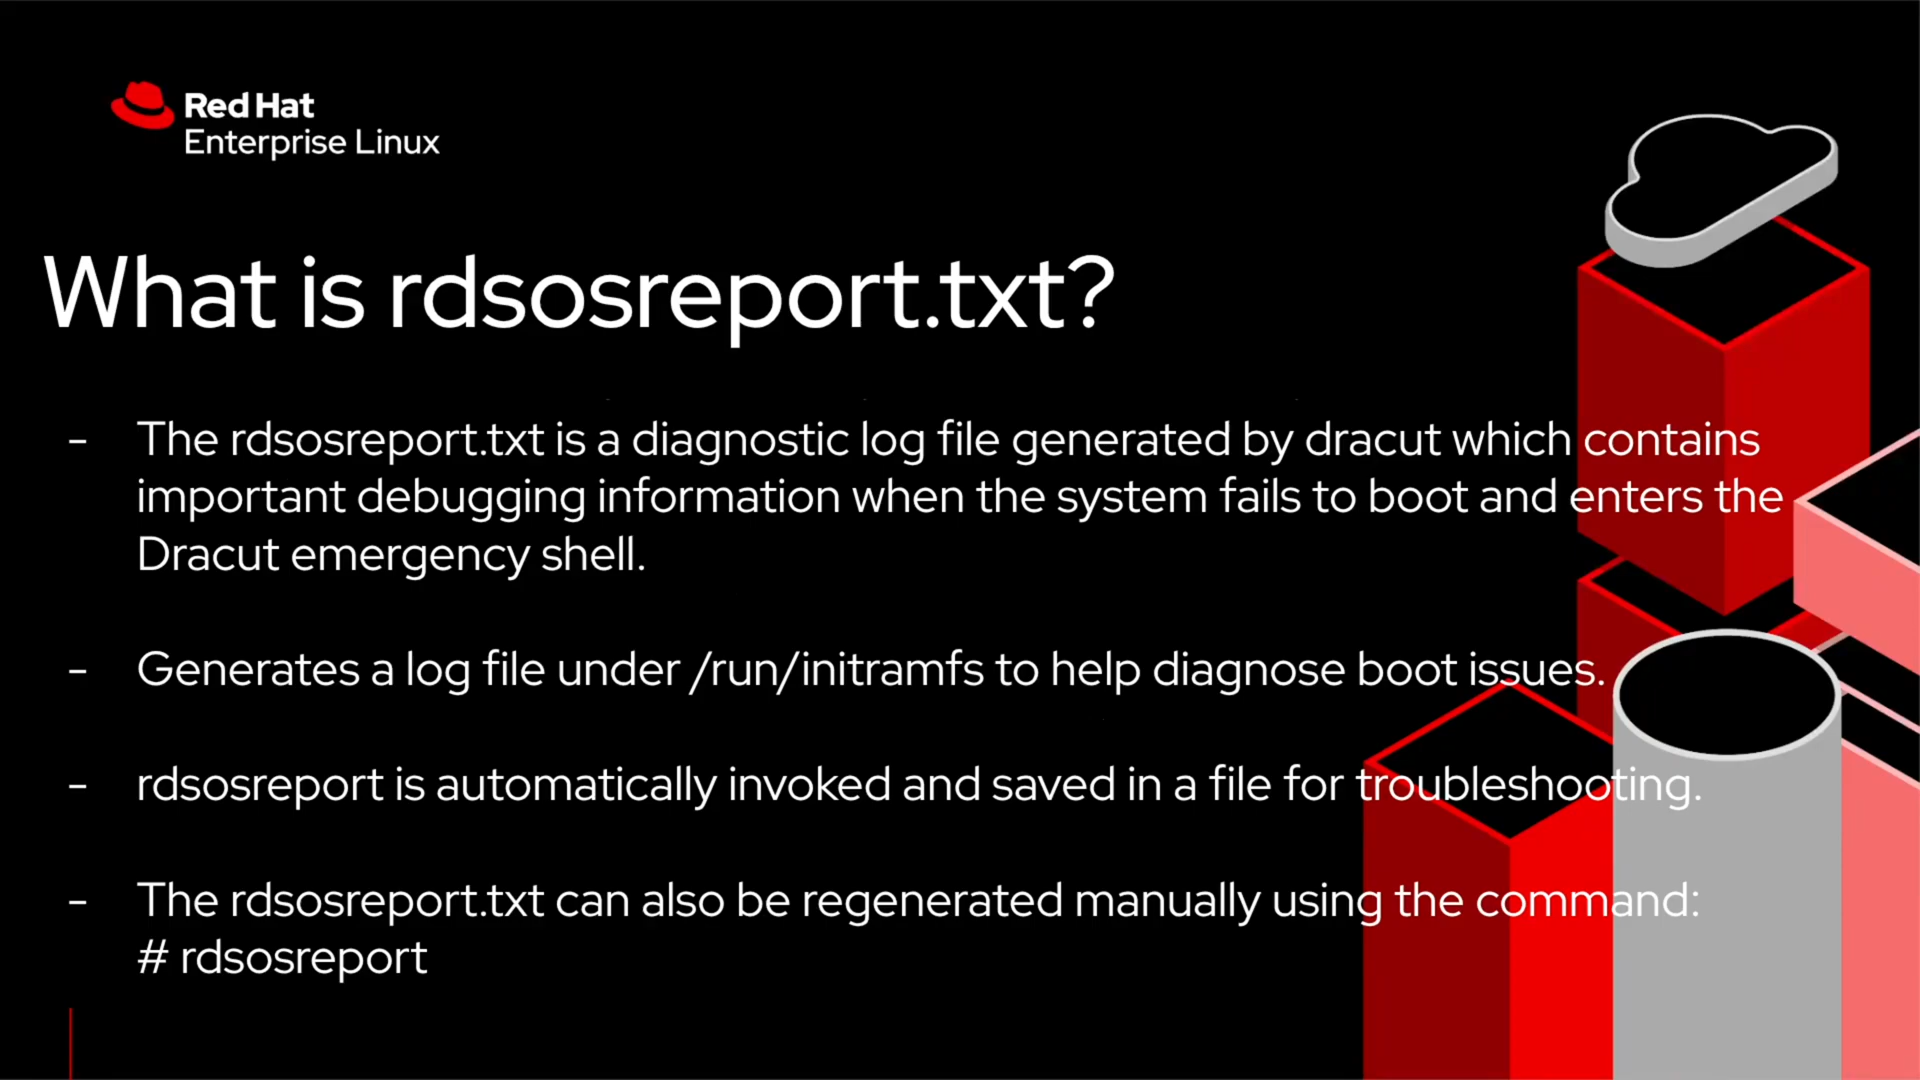 Red Hat
Enterprise Linux
What is rdsosreport.txt?
- The rdsosreport.txt is a diagnostic log file generated by dracut which contains
important debugging information when the system fails to boot and enters the
Dracut emergency shell.
- Generates a log file under /run/initramfs to help diagnose boot issues.
- rdsosreport is automatically invoked and saved in a file for troubleshooting.
- The rdsosreport.txt can also be regenerated manually using the command:
# rdsosreport